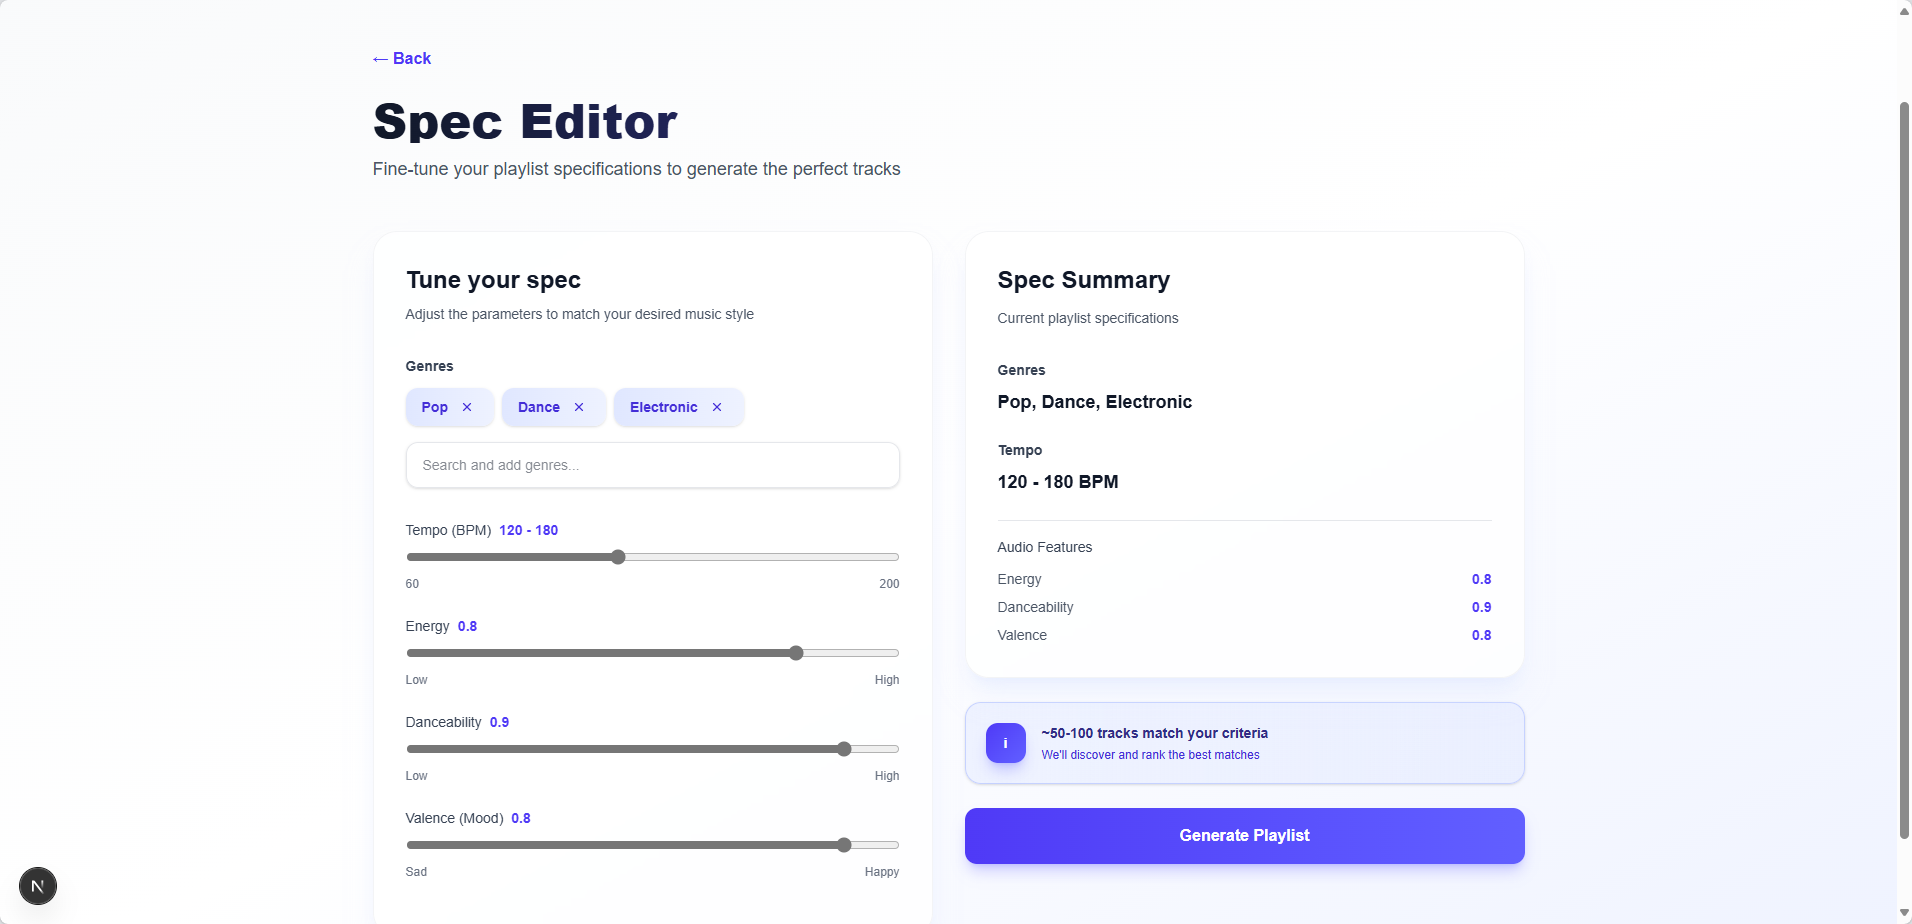 ← Back
Spec Editor
Fine-tune your playlist specifications to generate the perfect tracks
Tune your spec
Adjust the parameters to match your desired music style
Genres
Pop ×
Dance ×
Electronic ×
Search and add genres...
Tempo (BPM) 120 - 180
60 200
Energy 0.8
Low High
Danceability 0.9
Low High
Valence (Mood) 0.8
Sad Happy
Spec Summary
Current playlist specifications
Genres
Pop, Dance, Electronic
Tempo
120 - 180 BPM
Audio Features
Energy 0.8
Danceability 0.9
Valence 0.8
i
~50-100 tracks match your criteria
We'll discover and rank the best matches
Generate Playlist
N